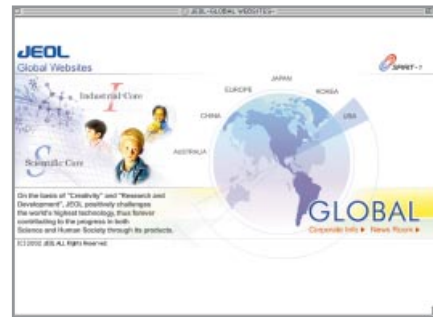 JEOL-GLOBAL WEBSITES-
JEOL
Global Websites
SPIRIT-7
Industrial Core
Scientific Core
JAPAN
EUROPE
KOREA
CHINA
USA
AUSTRALIA
On the basis of "Creativity" and "Research and
Development", JEOL positively challenges
the world's highest technology, thus forever
contributing to the progress in both
Science and Human Society through its products.
GLOBAL
Corporate Info News Room
(C) 2002 JEOL ALL Rights Reserved